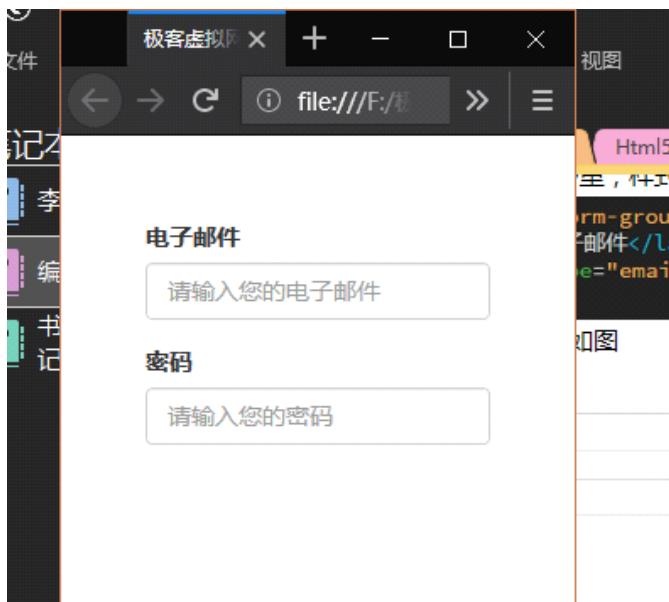 极客虚拟
file:///F:/
文件
视图
笔记本
Html5
李
编
书
记
orm-grou
子邮件</l
e="emai
如图
电子邮件
请输入您的电子邮件
密码
请输入您的密码